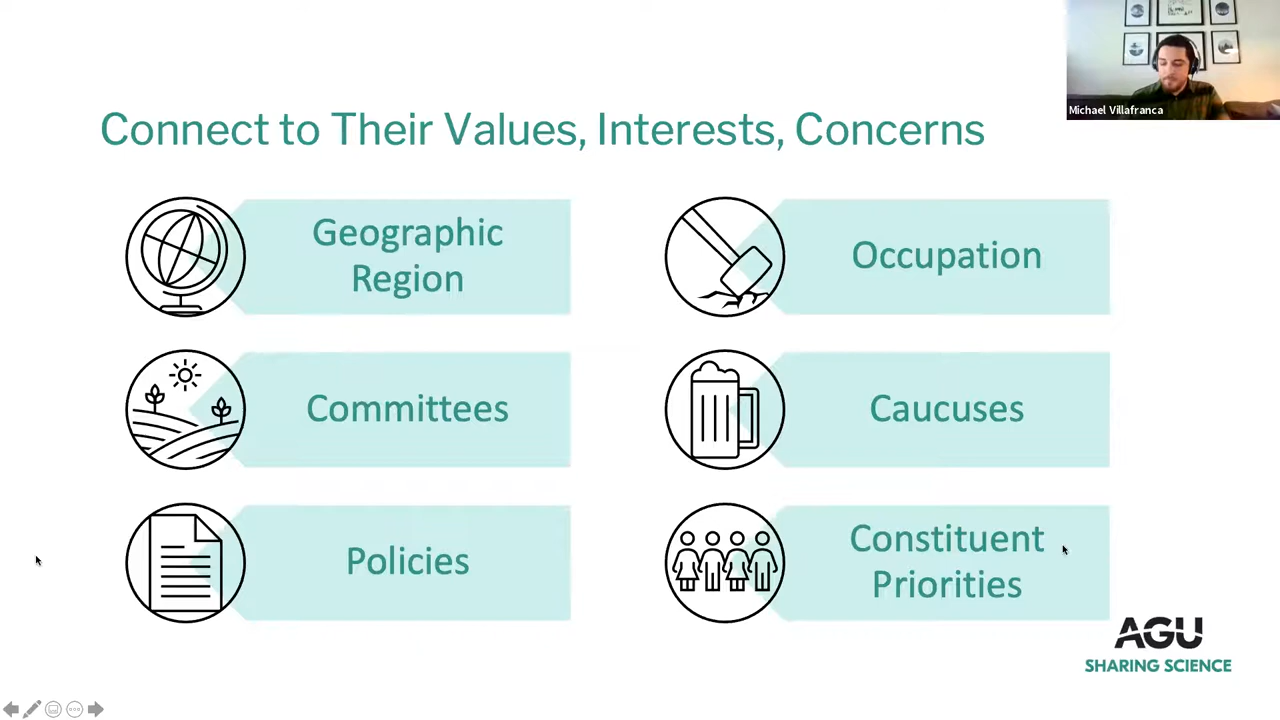 Michael Villafranca
Connect to Their Values, Interests, Concerns
Geographic
Region
Occupation
Committees
Caucuses
Policies
Constituent
Priorities
AGU
SHARING SCIENCE